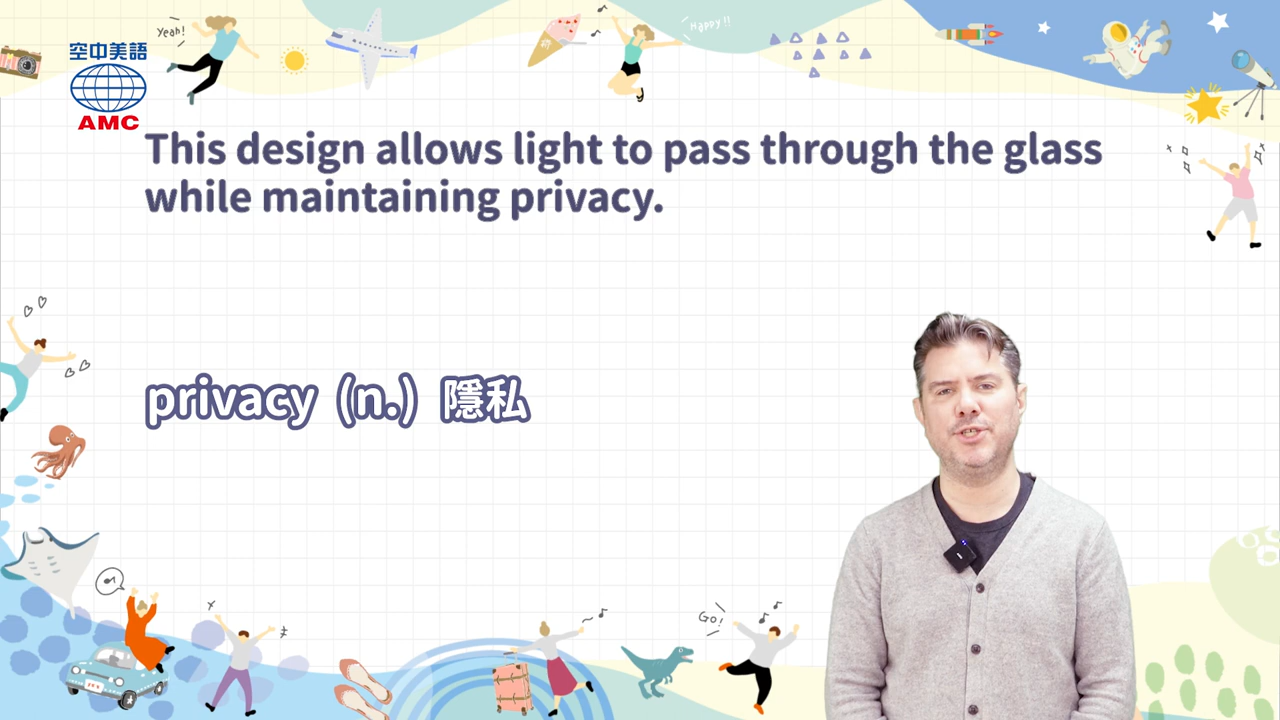 Yeah!
Happy!!
空中美語
AMC
This design allows light to pass through the glass
while maintaining privacy.
privacy (n.) 隱私
Go!